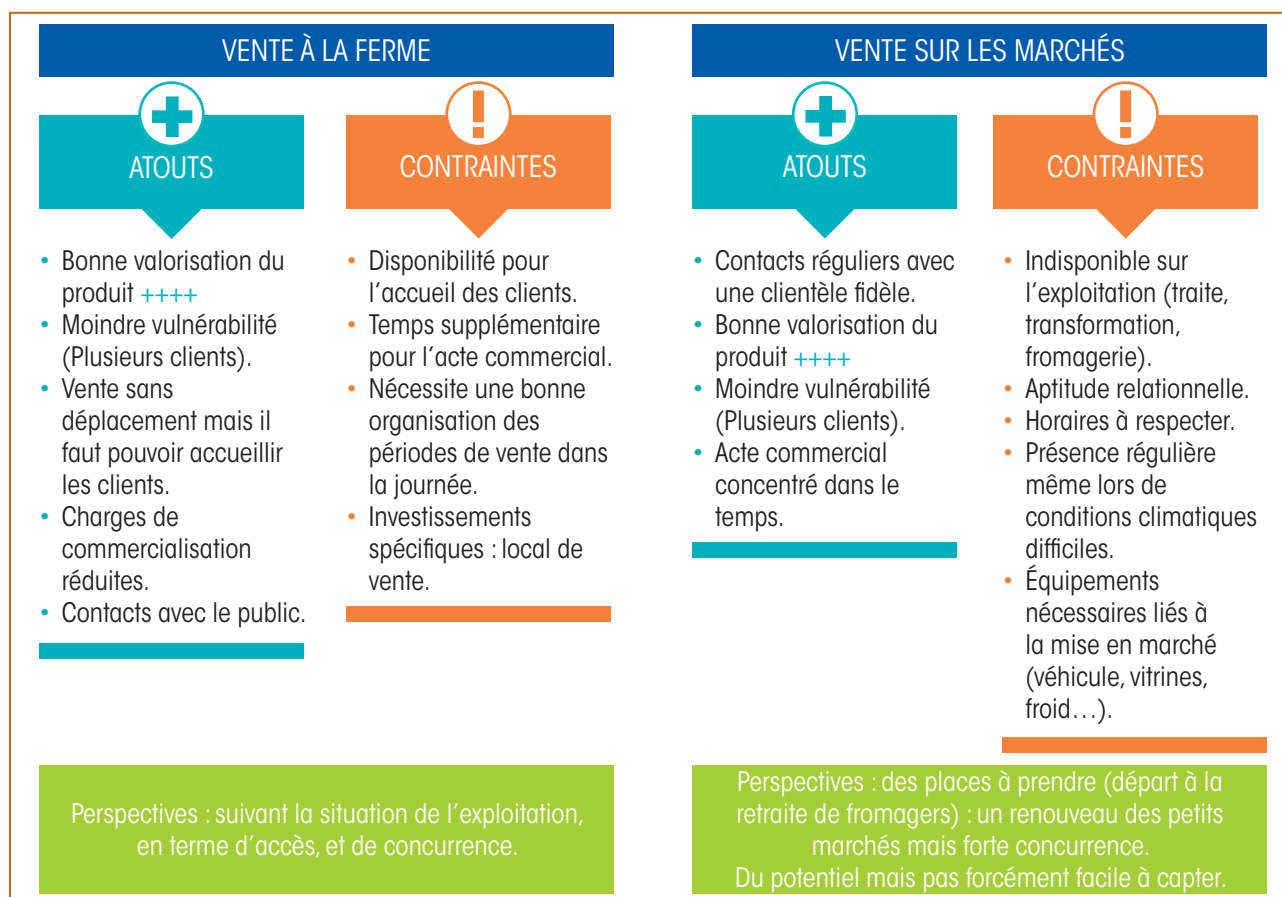 VENTE À LA FERME
ATOUTS
• Bonne valorisation du
produit ++++
• Moindre vulnérabilité
(Plusieurs clients).
• Vente sans
déplacement mais il
faut pouvoir accueillir
les clients.
• Charges de
commercialisation
réduites.
• Contacts avec le public.
CONTRAINTES
• Disponibilité pour
l’accueil des clients.
• Temps supplémentaire
pour l’acte commercial.
• Nécessite une bonne
organisation des
périodes de vente dans
la journée.
• Investissements
spécifiques : local de
vente.
Perspectives : suivant la situation de l’exploitation,
en terme d’accès, et de concurrence.
VENTE SUR LES MARCHÉS
ATOUTS
• Contacts réguliers avec
une clientèle fidèle.
• Bonne valorisation du
produit ++++
• Moindre vulnérabilité
(Plusieurs clients).
• Acte commercial
concentré dans le
temps.
CONTRAINTES
• Indisponible sur
l’exploitation (traite,
transformation,
fromagerie).
• Aptitude relationnelle.
• Horaires à respecter.
• Présence régulière
même lors de
conditions climatiques
difficiles.
• Équipements
nécessaires liés à
la mise en marché
(véhicule, vitrines,
froid…).
Perspectives : des places à prendre (départ à la
retraite de fromagers) : un renouveau des petits
marchés mais forte concurrence.
Du potentiel mais pas forcément facile à capter.